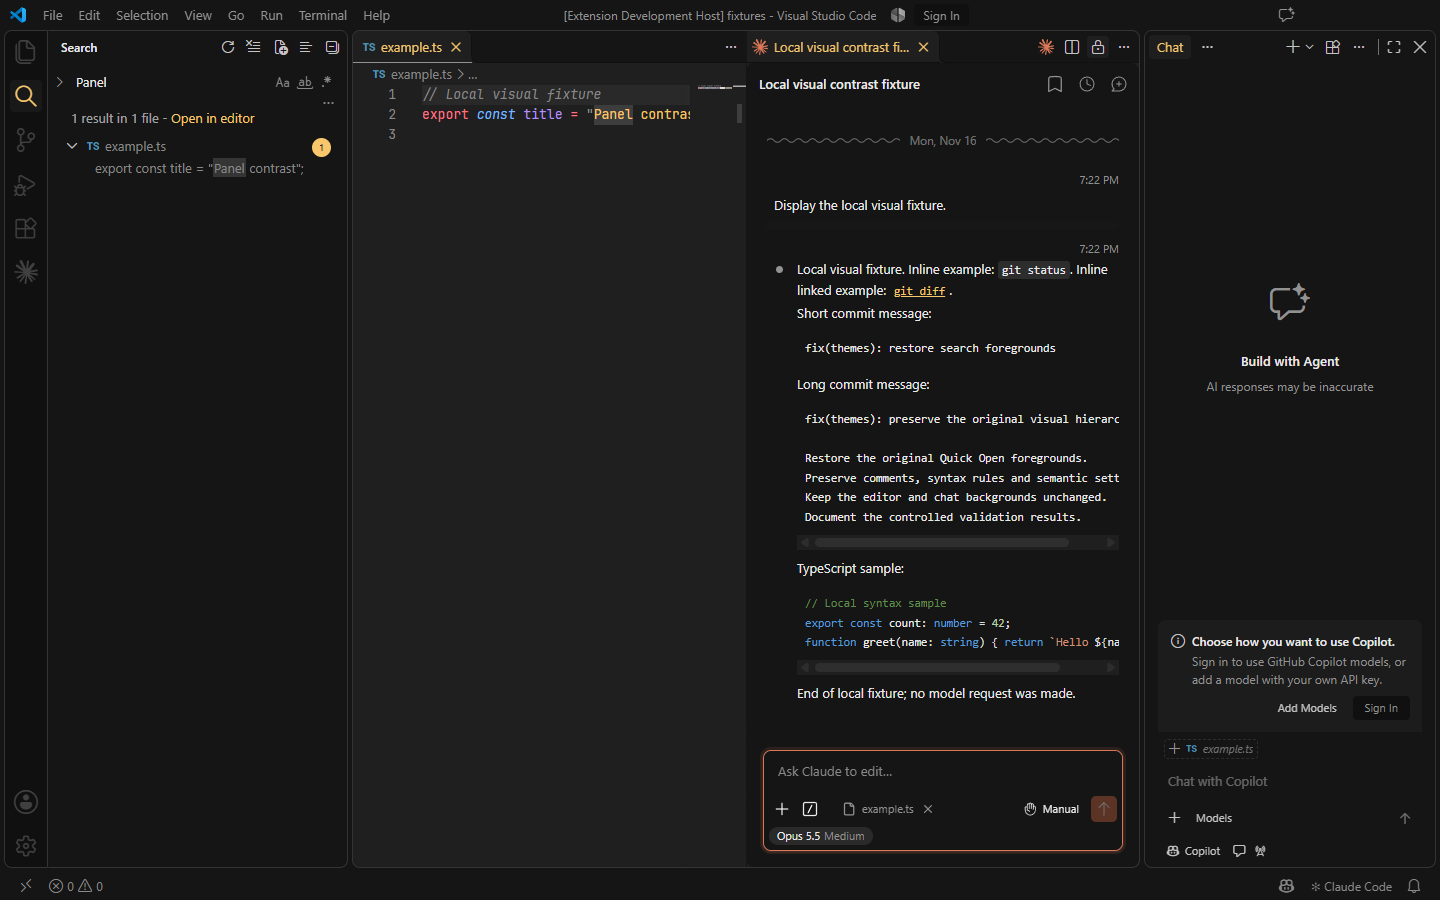 File Edit Selection View Go Run Terminal Help
[Extension Development Host] fixtures - Visual Studio Code
Sign In
Search
Panel
Aa ab .*
1 result in 1 file - Open in editor
TS example.ts 1
export const title = "Panel contrast";
TS example.ts
TS example.ts > ...
1 // Local visual fixture
2 export const title = "Panel contras
3
Local visual contrast fi...
Local visual contrast fixture
Mon, Nov 16
7:22 PM
Display the local visual fixture.
7:22 PM
Local visual fixture. Inline example: git status. Inline
linked example: git diff.
Short commit message:
fix(themes): restore search foregrounds
Long commit message:
fix(themes): preserve the original visual hierarc
Restore the original Quick Open foregrounds.
Preserve comments, syntax rules and semantic sett
Keep the editor and chat backgrounds unchanged.
Document the controlled validation results.
TypeScript sample:
// Local syntax sample
export const count: number = 42;
function greet(name: string) { return `Hello ${na
End of local fixture; no model request was made.
Ask Claude to edit...
example.ts
Manual
Opus 5.5 Medium
Chat
Build with Agent
AI responses may be inaccurate
Choose how you want to use Copilot.
Sign in to use GitHub Copilot models, or
add a model with your own API key.
Add Models Sign In
TS example.ts
Chat with Copilot
Models
Copilot
0 0
Claude Code